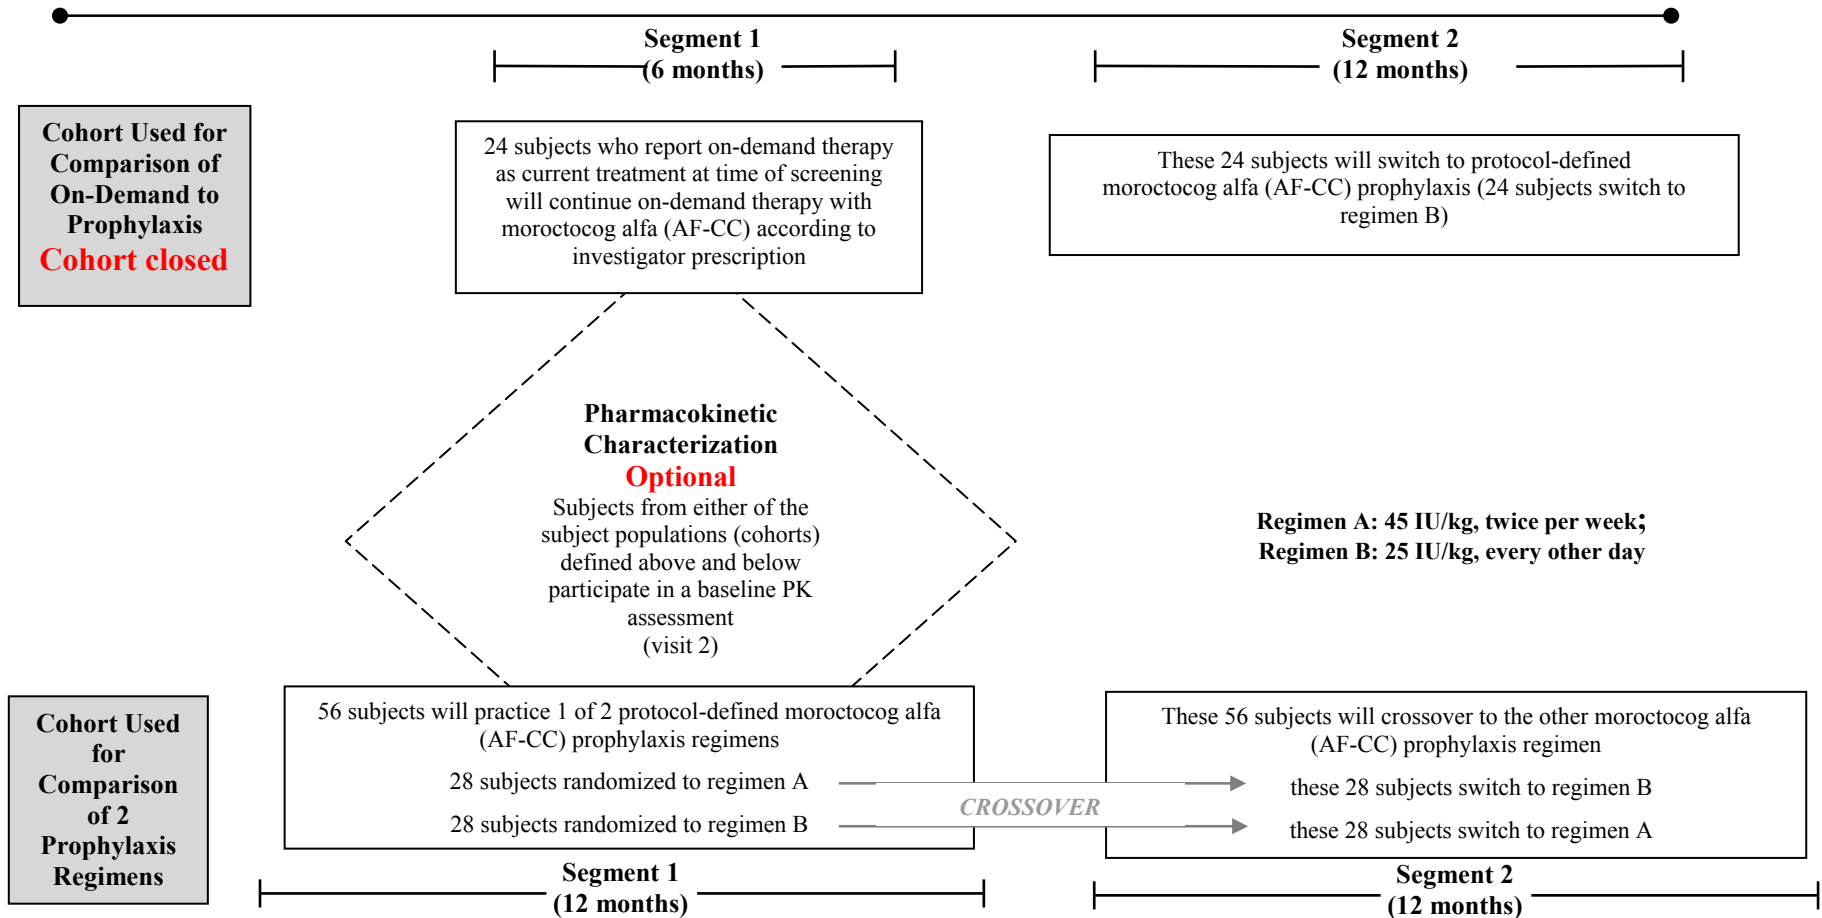 Segment 1
(6 months)
Segment 2
(12 months)
Cohort Used for
Comparison of
On-Demand to
Prophylaxis
Cohort closed
24 subjects who report on-demand therapy
as current treatment at time of screening
will continue on-demand therapy with
moroctocog alfa (AF-CC) according to
investigator prescription
These 24 subjects will switch to protocol-defined
moroctocog alfa (AF-CC) prophylaxis (24 subjects switch to
regimen B)
Pharmacokinetic
Characterization
Optional
Subjects from either of the
subject populations (cohorts)
defined above and below
participate in a baseline PK
assessment
(visit 2)
Regimen A: 45 IU/kg, twice per week;
Regimen B: 25 IU/kg, every other day
Cohort Used
for
Comparison
of 2
Prophylaxis
Regimens
56 subjects will practice 1 of 2 protocol-defined moroctocog alfa
(AF-CC) prophylaxis regimens
28 subjects randomized to regimen A
28 subjects randomized to regimen B
CROSSOVER
These 56 subjects will crossover to the other moroctocog alfa
(AF-CC) prophylaxis regimen
these 28 subjects switch to regimen B
these 28 subjects switch to regimen A
Segment 1
(12 months)
Segment 2
(12 months)